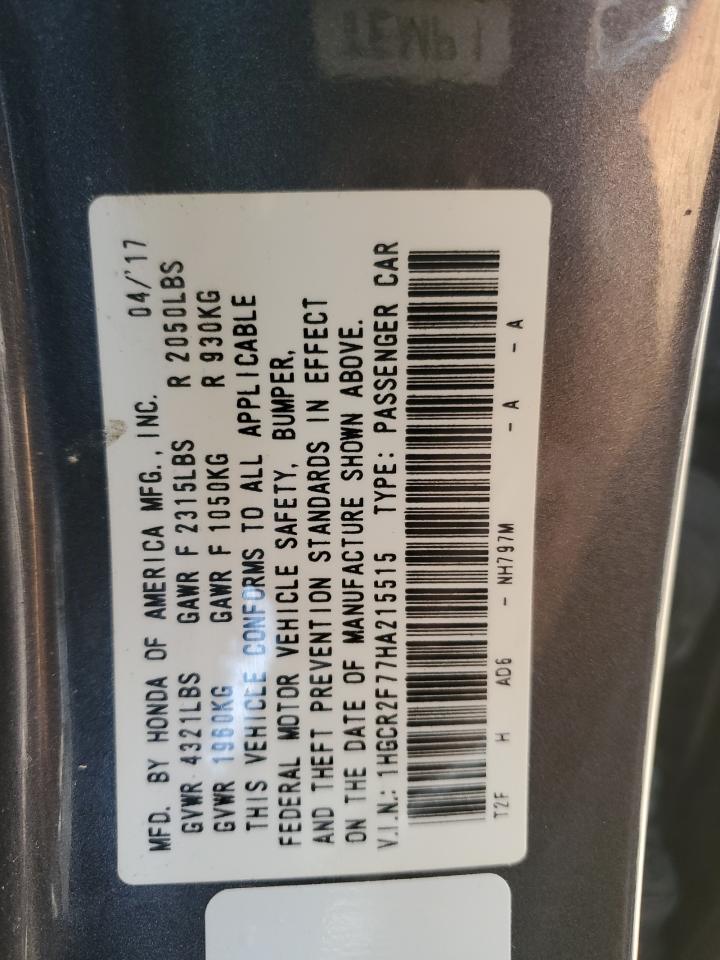 MFD. BY HONDA OF AMERICA MFG., INC. 04/'17
GVWR 4321LBS GAWR F 2315LBS R 2050LBS
GVWR 1960KG GAWR F 1050KG R 930KG
THIS VEHICLE CONFORMS TO ALL APPLICABLE
FEDERAL MOTOR VEHICLE SAFETY, BUMPER,
AND THEFT PREVENTION STANDARDS IN EFFECT
ON THE DATE OF MANUFACTURE SHOWN ABOVE.
V.I.N.: 1HGCR2F77HA215515 TYPE: PASSENGER CAR
T2F H AD6 - NH797M - A - A